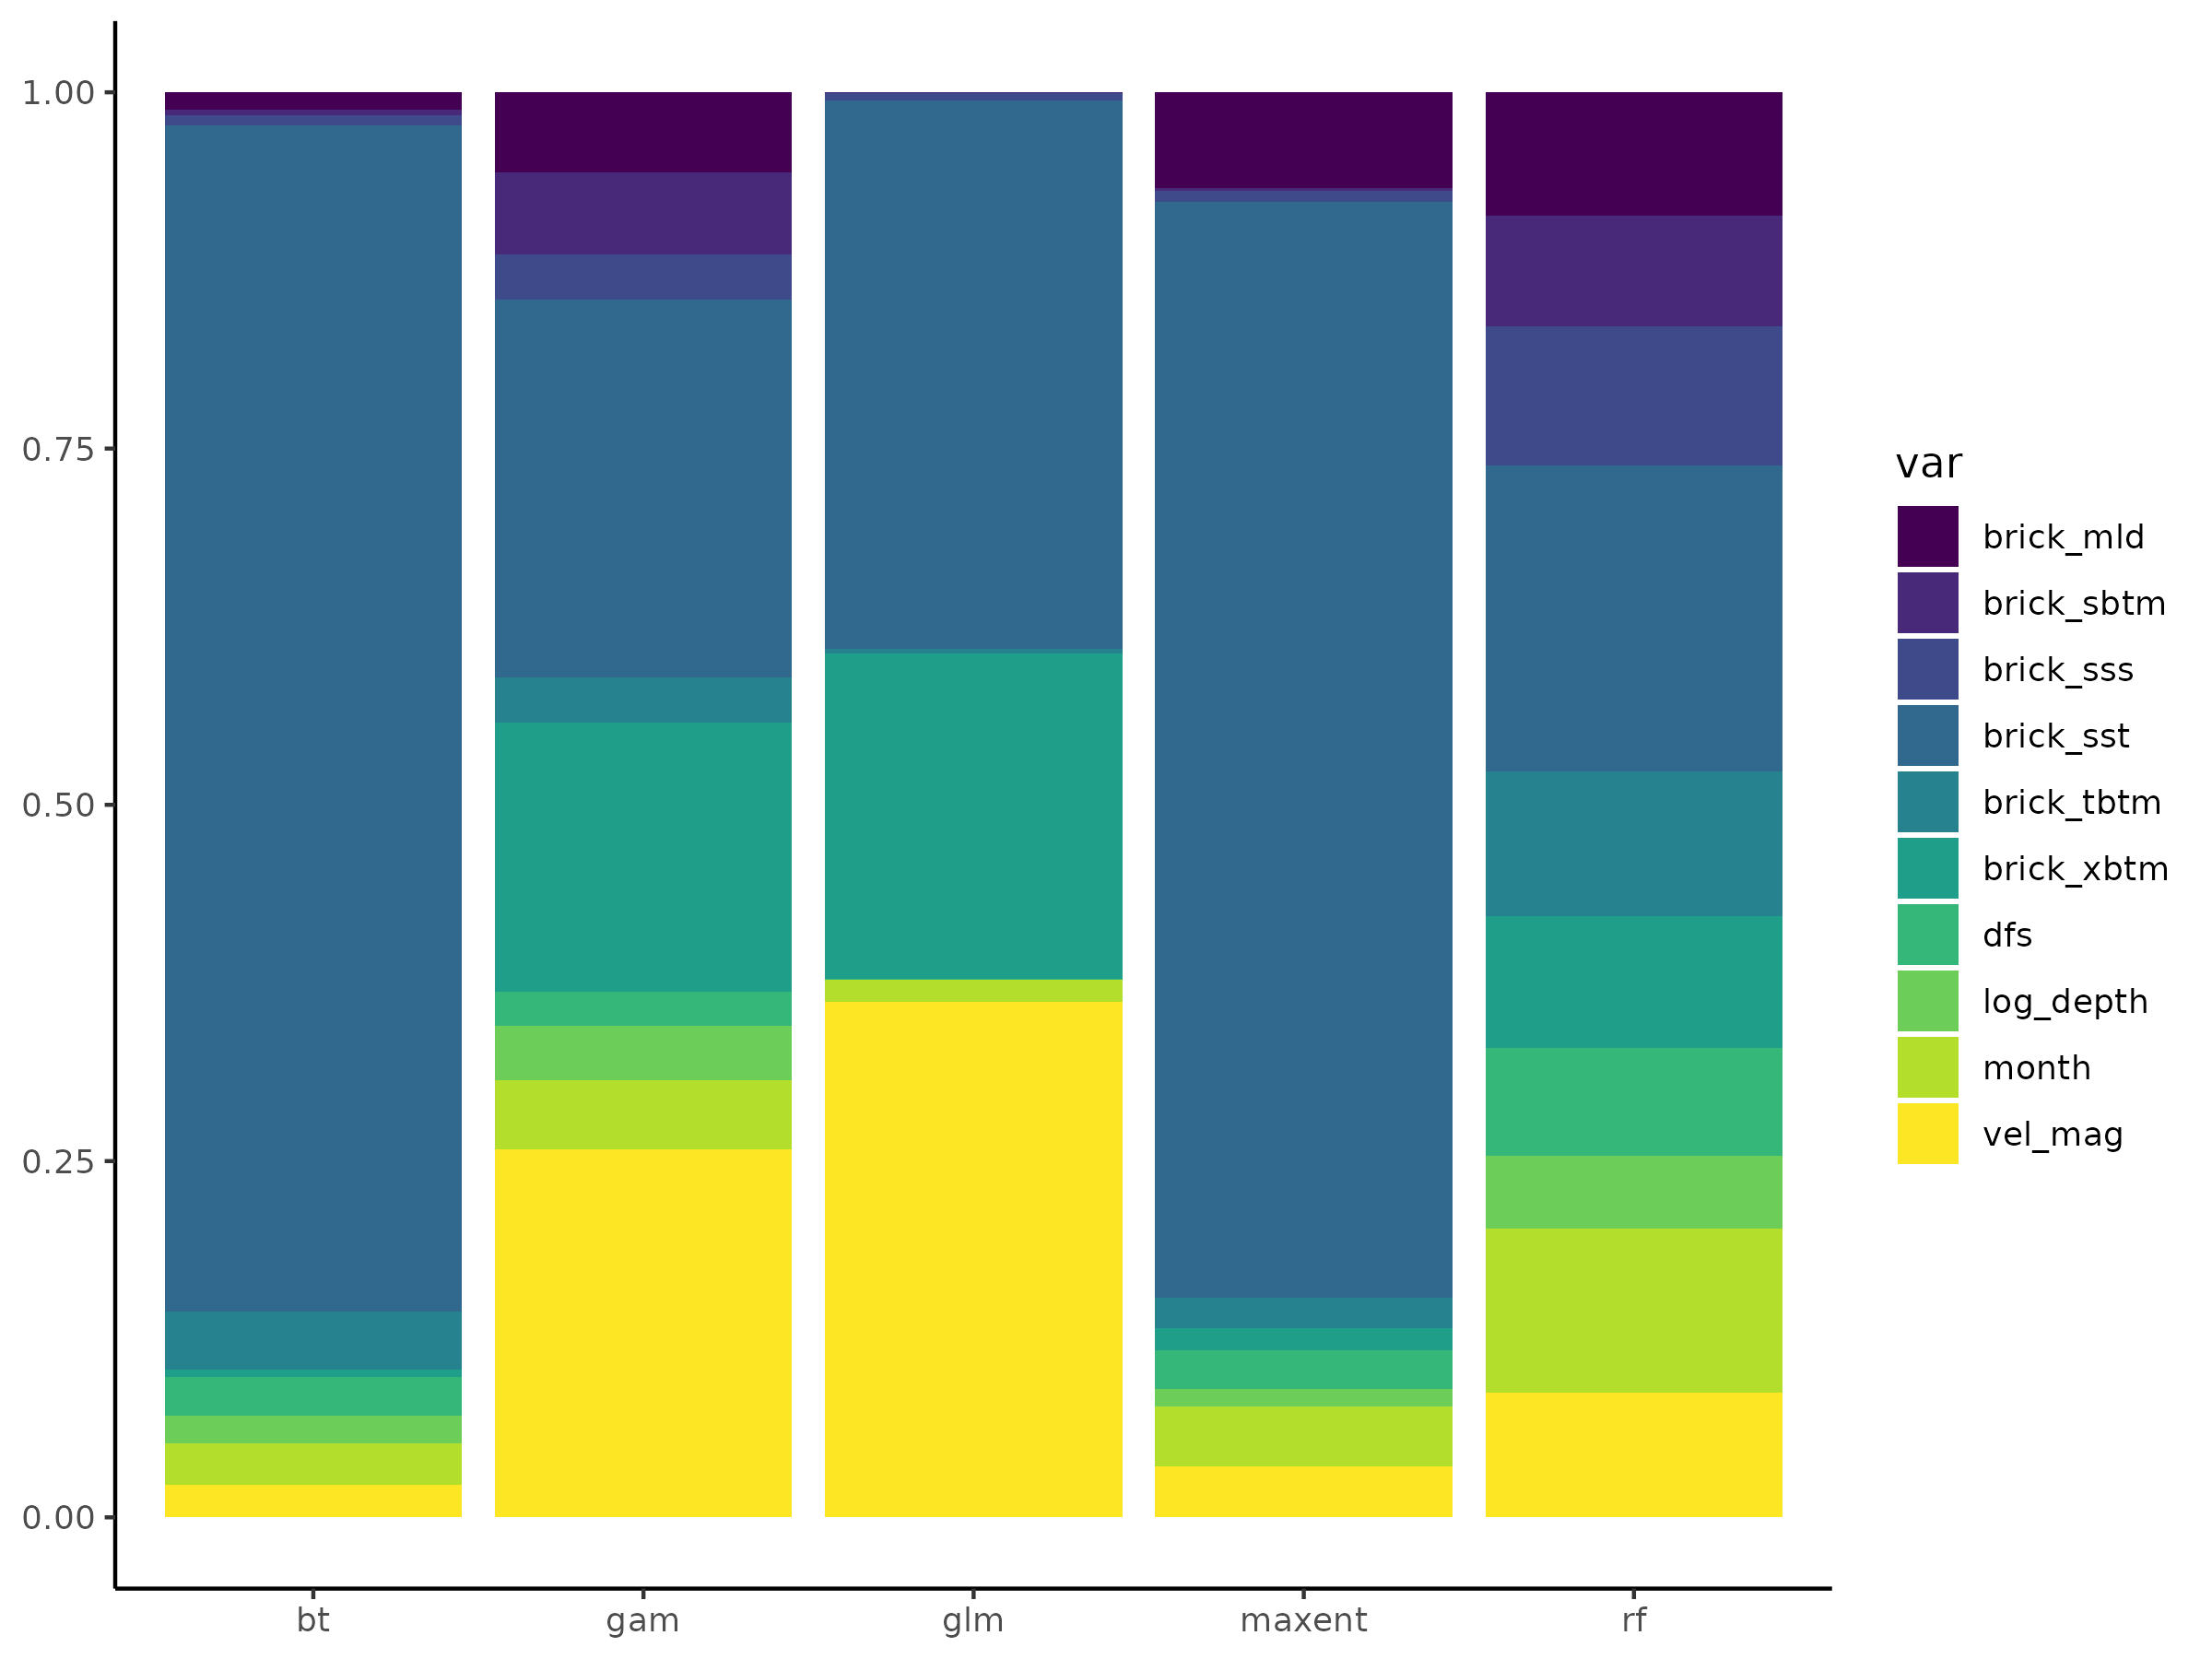 1.00
0.75
0.50
0.25
0.00
bt gam glm maxent rf
var
brick_mld
brick_sbtm
brick_sss
brick_sst
brick_tbtm
brick_xbtm
dfs
log_depth
month
vel_mag